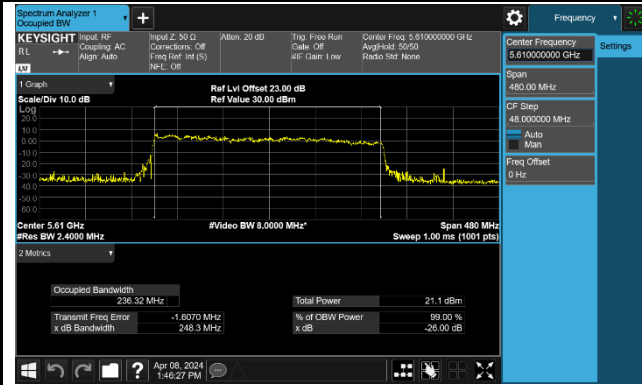 Spectrum Analyzer 1
Occupied BW
Frequency
KEYSIGHT
Input: RF
Coupling: AC
Align: Auto
Input Z: 50 Ω
Corrections: Off
Freq Ref: Int (S)
NFE: Off
Atten: 20 dB
Trig: Free Run
Gate: Off
#IF Gain: Low
Center Freq: 5.610000000 GHz
Avg|Hold: 50/50
Radio Std: None
RL
LXI
1 Graph
Scale/Div 10.0 dB
Ref Lvl Offset 23.00 dB
Ref Value 30.00 dBm
Log
20.0
10.0
0.00
-10.0
-20.0
-30.0
-40.0
-50.0
-60.0
Center 5.61 GHz
#Res BW 2.4000 MHz
#Video BW 8.0000 MHz*
Span 480 MHz
Sweep 1.00 ms (1001 pts)
2 Metrics
Occupied Bandwidth
236.32 MHz
Transmit Freq Error -1.6070 MHz
x dB Bandwidth 248.3 MHz
Total Power 21.1 dBm
% of OBW Power 99.00 %
x dB -26.00 dB
Center Frequency
5.610000000 GHz
Span
480.00 MHz
CF Step
48.000000 MHz
Auto
Man
Freq Offset
0 Hz
Settings
Apr 08, 2024
1:46:27 PM